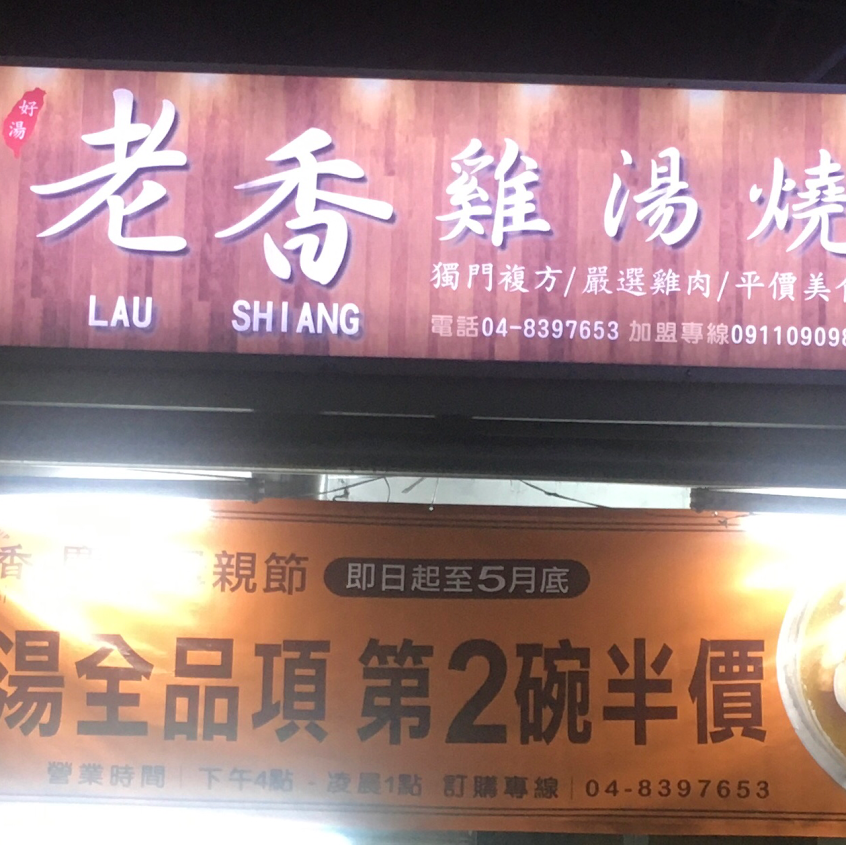 好湯
老香雞湯燒
LAU SHIANG
獨門複方/嚴選雞肉/平價美
電話04-8397653 加盟專線091109098
香 親節 即日起至5月底
湯全品項 第2碗半價
營業時間 | 下午4點 - 凌晨1點 訂購專線 | 04-8397653